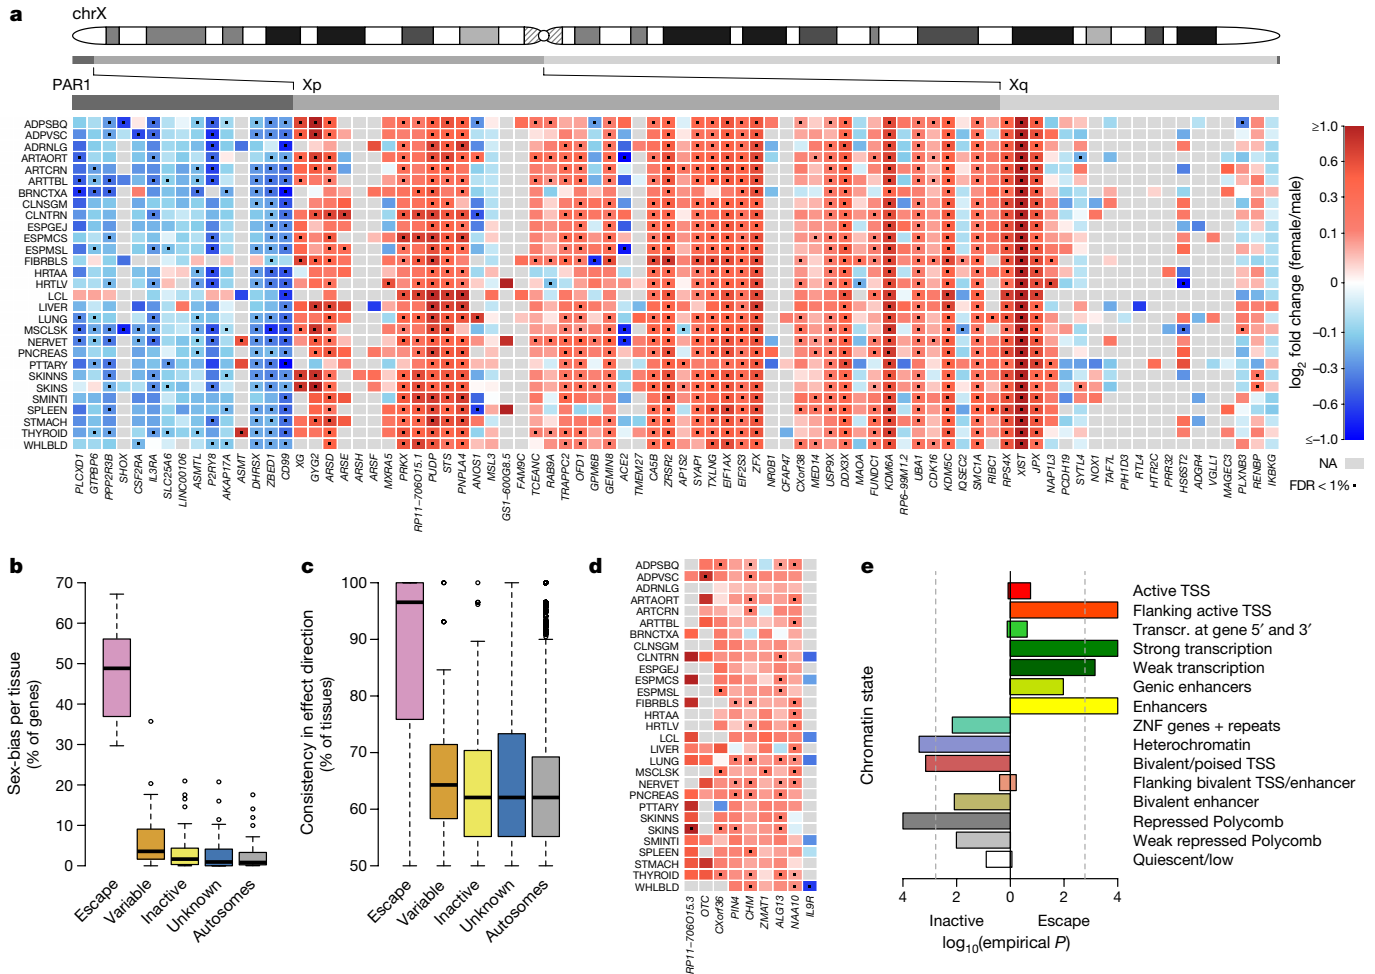 a
chrX
PAR1
Xp
Xq
ADPSBQ
ADPVSC
ADRNLG
ARTAORT
ARTCRN
ARTTBL
BRNCTXA
CLNSGM
CLNTRN
ESPGEJ
ESPMCS
ESPMSL
FIBRBLS
HRTAA
HRTLV
LCL
LIVER
LUNG
MSCLSK
NERVET
PNCREAS
PTTARY
SKINNS
SKINS
SMINTI
SPLEEN
STMACH
THYROID
WHLBLD
≥1.0
0.6
0.3
0.1
0
−0.1
−0.3
−0.6
≤−1.0
log2 fold change (female/male)
NA
FDR < 1%
PLCXD1
GTPBP6
PPP2R3B
SHOX
CSF2RA
IL3RA
SLC25A6
LINC00106
ASMTL
P2RY8
AKAP17A
ASMT
DHRSX
ZBED1
CD99
XG
GYG2
ARSD
ARSE
ARSH
ARSF
MXRA5
PRKX
RP11−706O15.1
PUDP
STS
PNPLA4
ANOS1
MSL3
GS1−600G8.5
FAM9C
TCEANC
RAB9A
TRAPPC2
OFD1
GPM6B
GEMIN8
ACE2
TMEM27
CA5B
ZRSR2
AP1S2
SYAP1
TXLNG
EIF1AX
EIF2S3
ZFX
NR0B1
CFAP47
CXorf38
MED14
USP9X
DDX3X
MAOA
FUNDC1
KDM6A
RP6−99M1.2
UBA1
CDK16
KDM5C
IQSEC2
SMC1A
RIBC1
RPS4X
XIST
JPX
NAP1L3
PCDH19
SYTL4
NOX1
TAF7L
PIH1D3
RTL4
HTR2C
PRR32
HS6ST2
ADGR4
VGLL1
MAGEC3
PLXNB3
RENBP
IKBKG
b
Sex-bias per tissue
(% of genes)
70
60
50
40
30
20
10
0
Escape
Variable
Inactive
Unknown
Autosomes
c
Consistency in effect direction
(% of tissues)
100
90
80
70
60
50
Escape
Variable
Inactive
Unknown
Autosomes
d
ADPSBQ
ADPVSC
ADRNLG
ARTAORT
ARTCRN
ARTTBL
BRNCTXA
CLNSGM
CLNTRN
ESPGEJ
ESPMCS
ESPMSL
FIBRBLS
HRTAA
HRTLV
LCL
LIVER
LUNG
MSCLSK
NERVET
PNCREAS
PTTARY
SKINNS
SKINS
SMINTI
SPLEEN
STMACH
THYROID
WHLBLD
RP11−706O15.3
OTC
CXorf36
PIN4
CHM
ZMAT1
ALG13
NAA10
IL9R
e
Chromatin state
Active TSS
Flanking active TSS
Transcr. at gene 5′ and 3′
Strong transcription
Weak transcription
Genic enhancers
Enhancers
ZNF genes + repeats
Heterochromatin
Bivalent/poised TSS
Flanking bivalent TSS/enhancer
Bivalent enhancer
Repressed Polycomb
Weak repressed Polycomb
Quiescent/low
4 2 0 2 4
Inactive Escape
log10(empirical P)